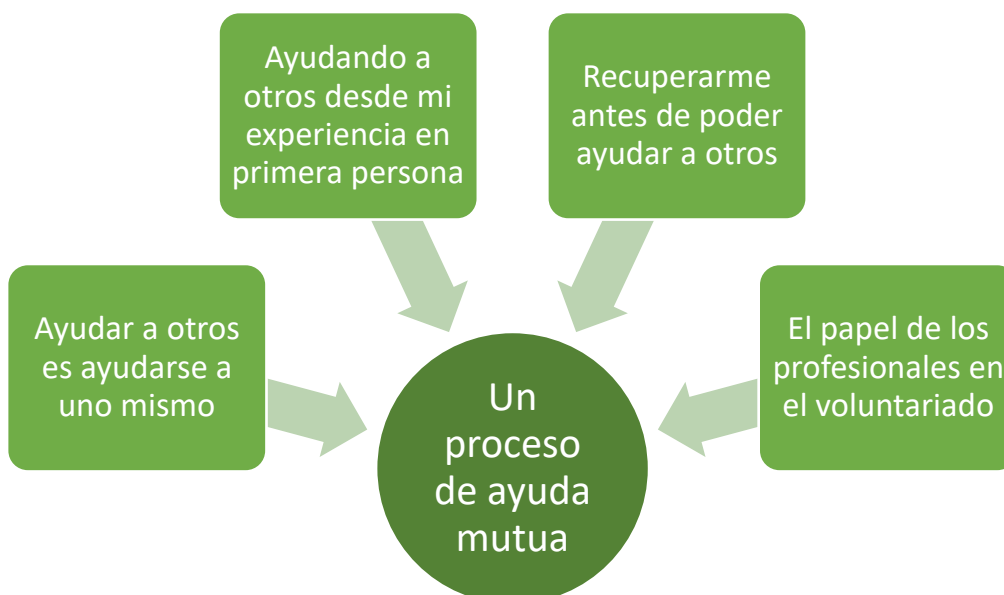 Ayudar a otros
es ayudarse a
uno mismo
Ayudando a
otros desde mi
experiencia en
primera persona
Recuperarme
antes de poder
ayudar a otros
El papel de los
profesionales en
el voluntariado
Un
proceso
de ayuda
mutua